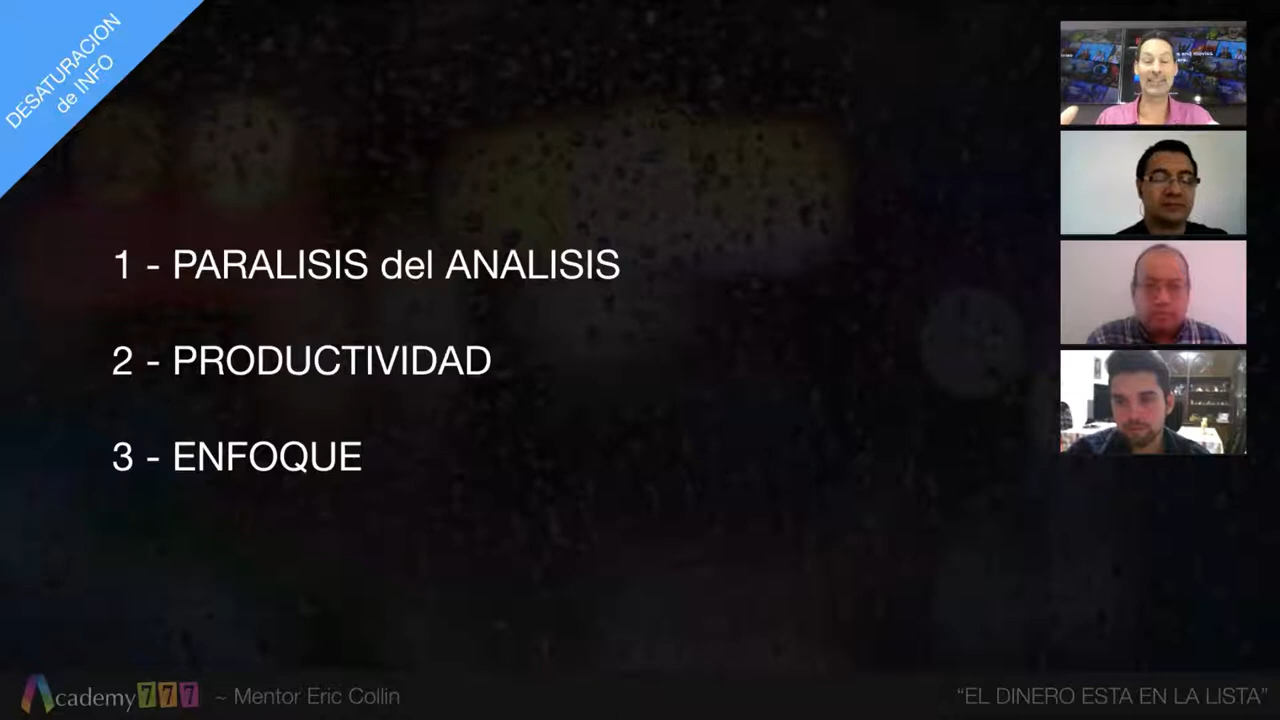 DESATURACION
de INFO
1 - PARALISIS del ANALISIS
2 - PRODUCTIVIDAD
3 - ENFOQUE
Academy777 ~ Mentor Eric Collin
“EL DINERO ESTA EN LA LISTA”